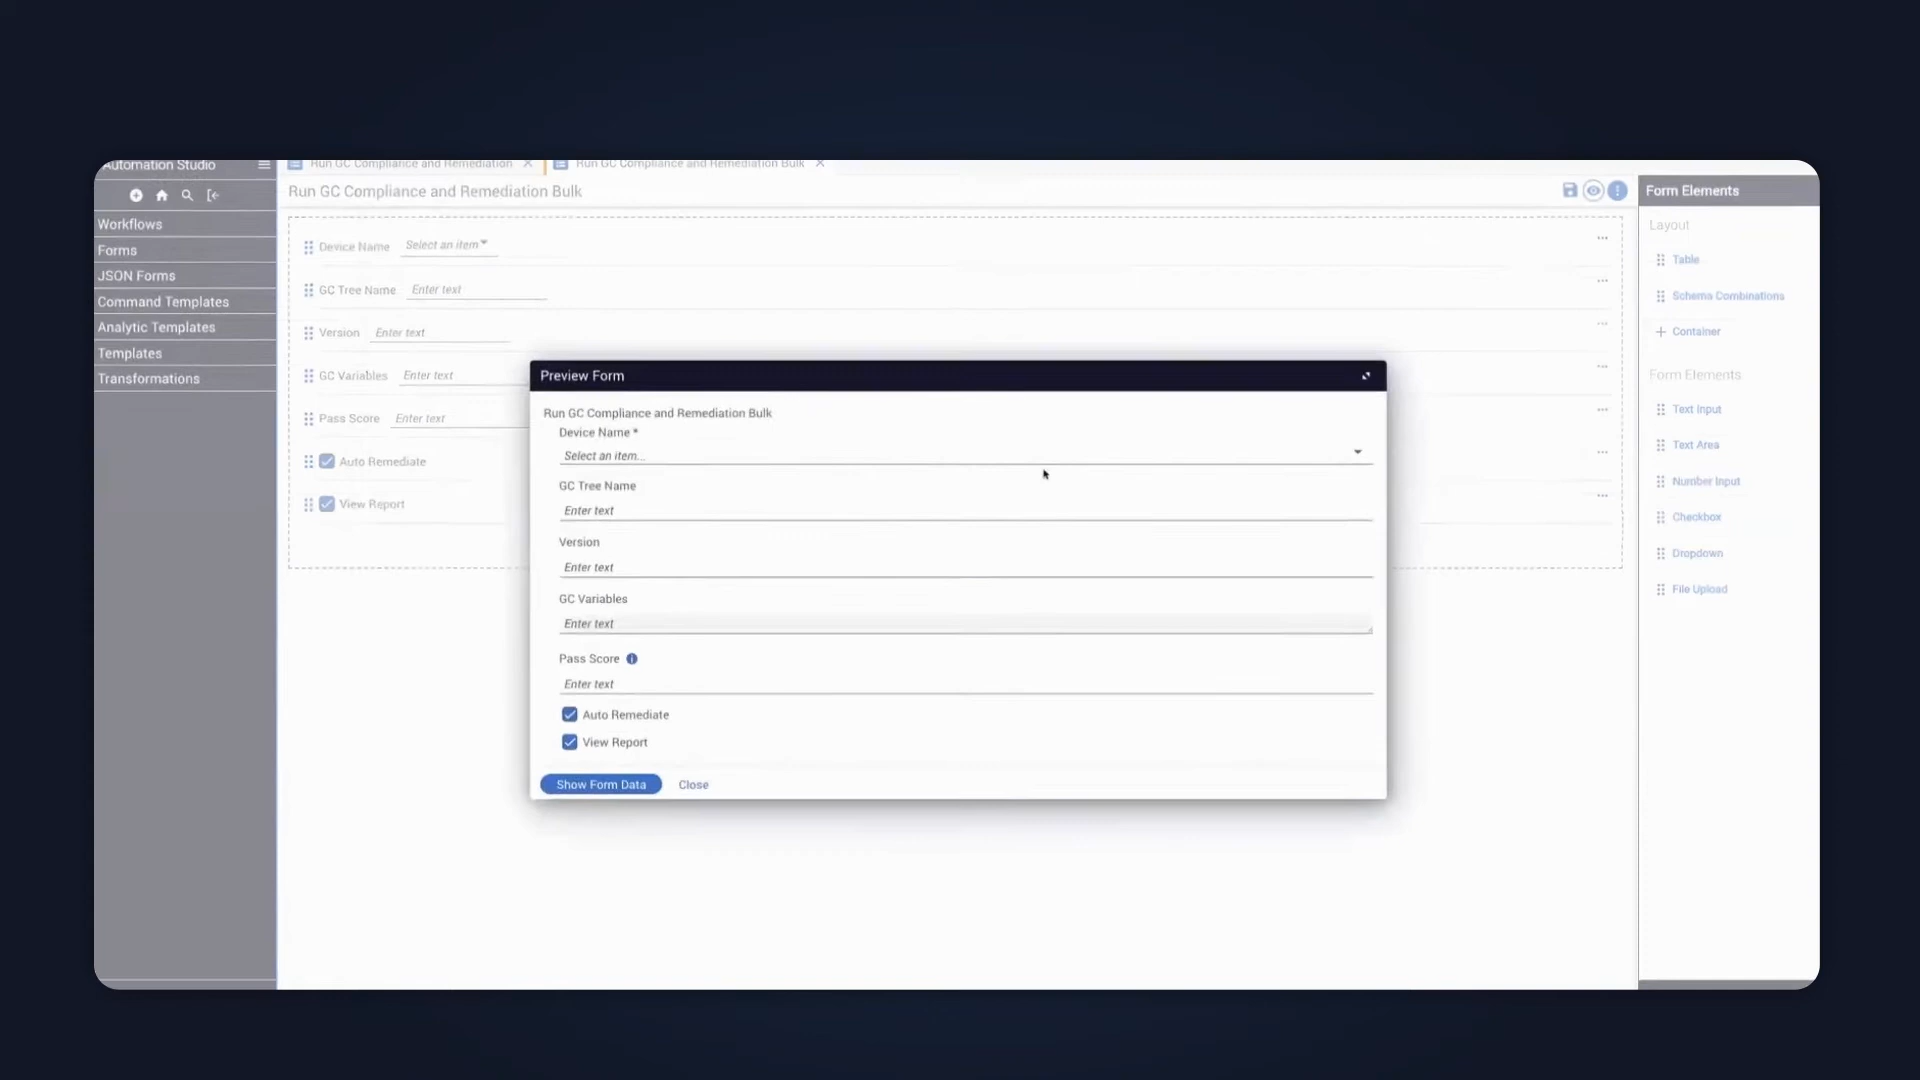 Automation Studio
Run GC Compliance and Remediation
Run GC Compliance and Remediation Bulk
Run GC Compliance and Remediation Bulk
Workflows
Forms
JSON Forms
Command Templates
Analytic Templates
Templates
Transformations
Device Name
Select an item
GC Tree Name
Enter text
Version
Enter text
GC Variables
Enter text
Pass Score
Enter text
Auto Remediate
View Report
Preview Form
Run GC Compliance and Remediation Bulk
Device Name *
Select an item...
GC Tree Name
Enter text
Version
Enter text
GC Variables
Enter text
Pass Score
Enter text
Auto Remediate
View Report
Show Form Data
Close
Form Elements
Layout
Table
Schema Combinations
Container
Form Elements
Text Input
Text Area
Number Input
Checkbox
Dropdown
File Upload